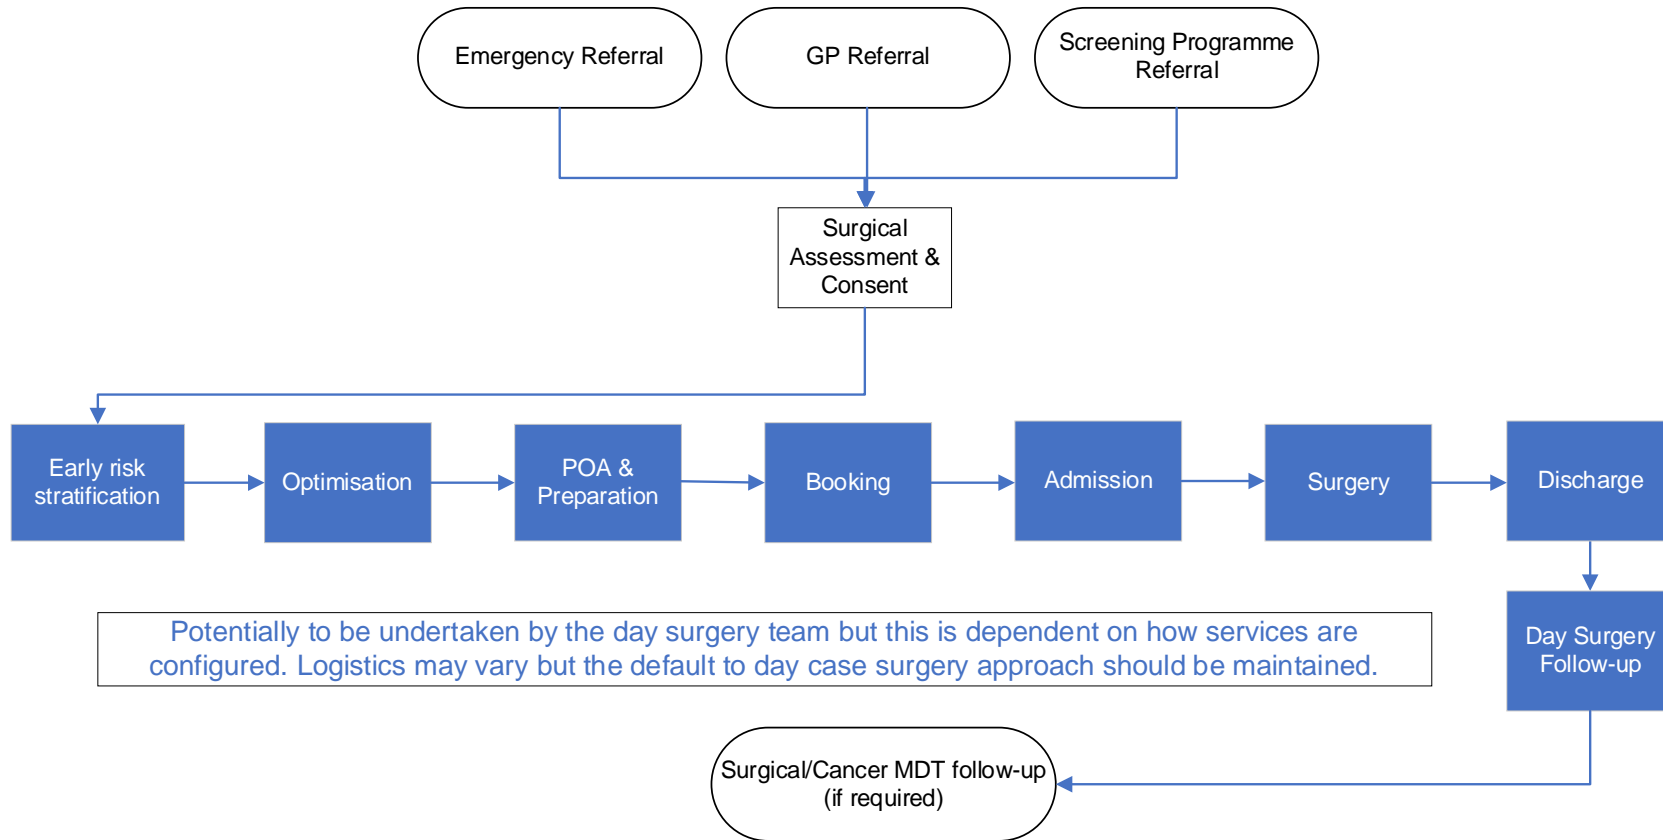 Emergency Referral
GP Referral
Screening Programme
Referral
Surgical
Assessment &
Consent
Early risk
stratification
Optimisation
POA &
Preparation
Booking
Admission
Surgery
Discharge
Potentially to be undertaken by the day surgery team but this is dependent on how services are
configured. Logistics may vary but the default to day case surgery approach should be maintained.
Day Surgery
Follow-up
Surgical/Cancer MDT follow-up
(if required)